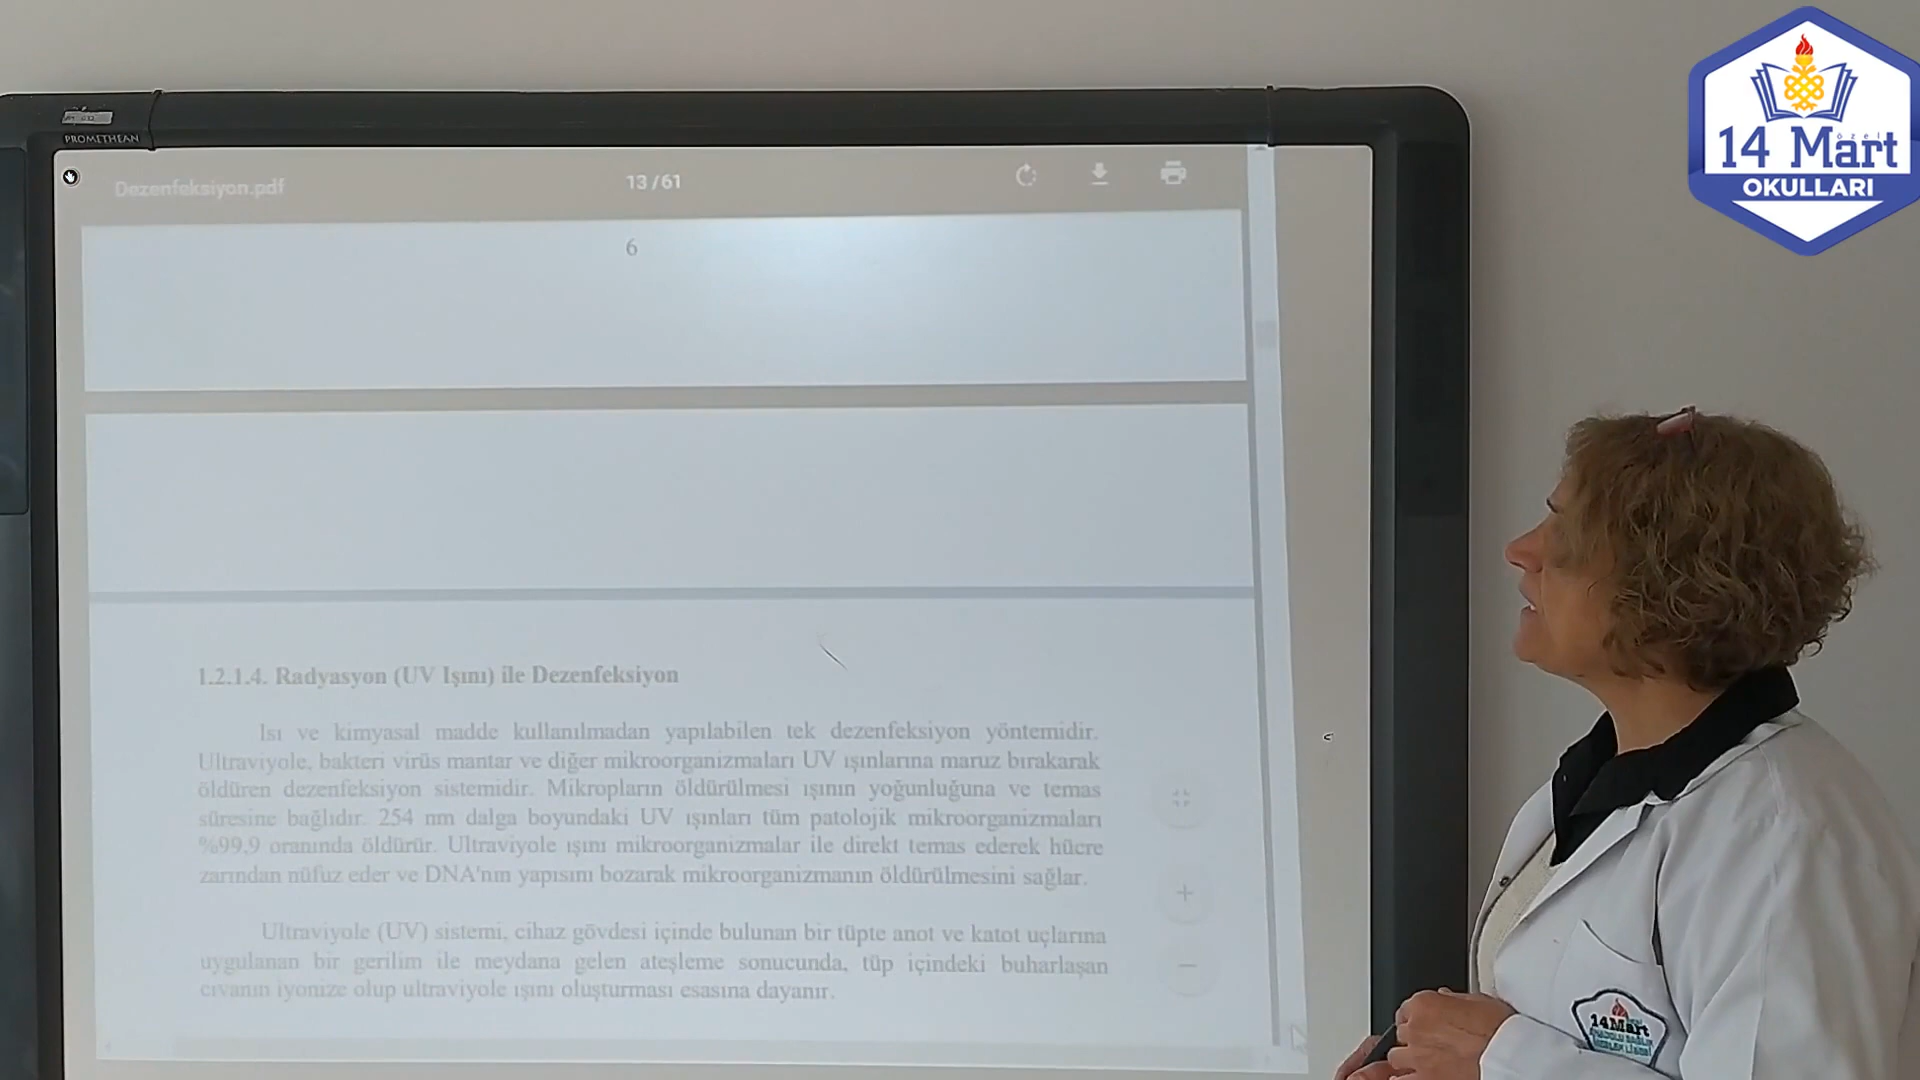 PROMETHEAN
Dezenfeksiyon.pdf
13 / 61
6
1.2.1.4. Radyasyon (UV Işını) ile Dezenfeksiyon
Isı ve kimyasal madde kullanılmadan yapılabilen tek dezenfeksiyon yöntemidir.
Ultraviyole, bakteri virüs mantar ve diğer mikroorganizmaları UV ışınlarına maruz bırakarak
öldüren dezenfeksiyon sistemidir. Mikropların öldürülmesi ışının yoğunluğuna ve temas
süresine bağlıdır. 254 nm dalga boyundaki UV ışınları tüm patolojik mikroorganizmaları
%99,9 oranında öldürür. Ultraviyole ışını mikroorganizmalar ile direkt temas ederek hücre
zarından nüfuz eder ve DNA'nın yapısını bozarak mikroorganizmanın öldürülmesini sağlar.
Ultraviyole (UV) sistemi, cihaz gövdesi içinde bulunan bir tüpte anot ve katot uçlarına
uygulanan bir gerilim ile meydana gelen ateşleme sonucunda, tüp içindeki buharlaşan
cıvanın iyonize olup ultraviyole ışını oluşturması esasına dayanır.
özel
14 Mart
OKULLARI
14 Mart